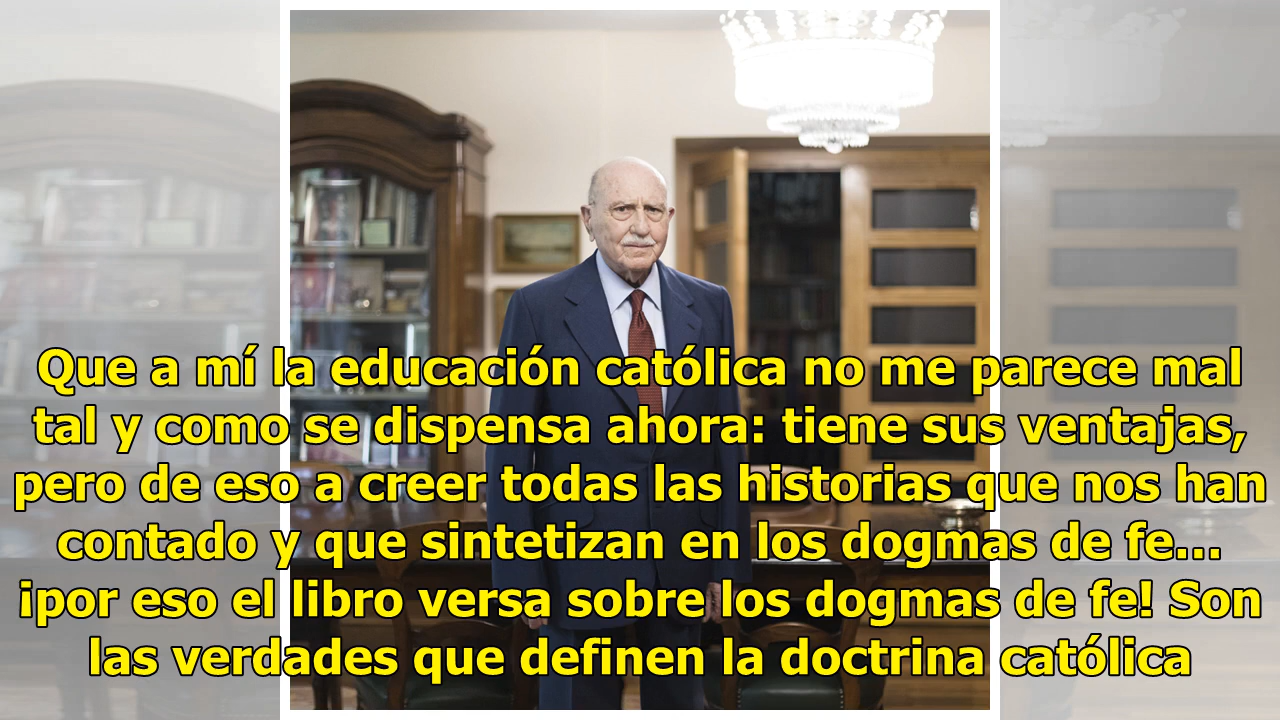 Que a mí la educación católica no me parece mal
tal y como se dispensa ahora: tiene sus ventajas,
pero de eso a creer todas las historias que nos han
contado y que sintetizan en los dogmas de fe...
¡por eso el libro versa sobre los dogmas de fe! Son
las verdades que definen la doctrina católica